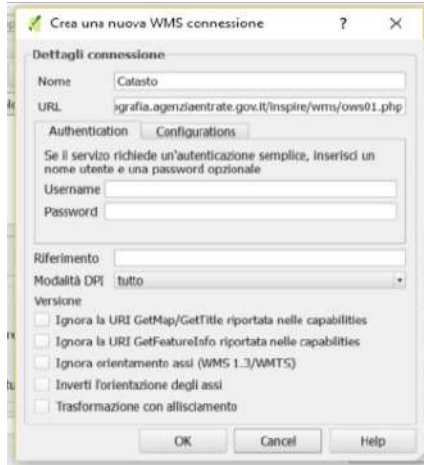 Crea una nuova WMS connessione
?
Dettagli connessione
Nome Catasto
URL ografia.agenziaentrate.gov.it/inspire/wms/ows01.php
Authentication Configurations
Se il servizo richiede un'autenticazione semplice, inserisci un
nome utente e una password opzionale
Username
Password
Riferimento
Modalità DPI tutto
Versione
Ignora la URI GetMap/GetTitle riportata nelle capabilities
Ignora la URI GetFeatureInfo riportata nelle capabilities
Ignora orientamento assi (WMS 1.3/WMTS)
Inverti l'orientazione degli assi
Trasformazione con allisciamento
OK Cancel Help